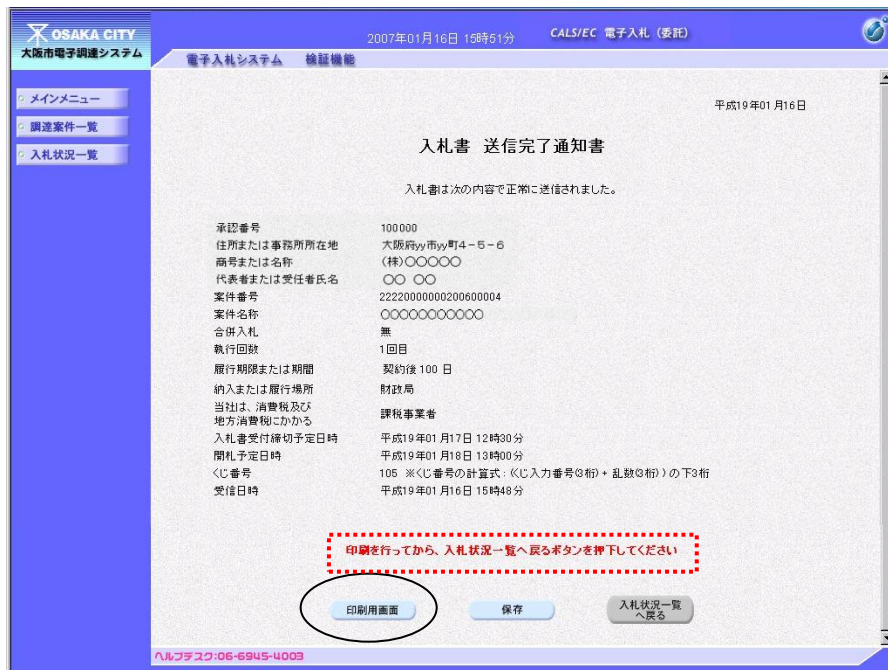 OSAKA CITY
大阪市電子調達システム
2007年01月16日 15時51分
CALS/EC 電子入札（委託）
電子入札システム 検証機能
メインメニュー
調達案件一覧
入札状況一覧
平成19年01月16日
入札書 送信完了通知書
入札書は次の内容で正常に送信されました。
承認番号 100000
住所または事務所所在地 大阪府yy市yy町4－5－6
商号または名称 (株)○○○○○
代表者または受任者氏名 ○○ ○○
案件番号 22220000000200600004
案件名称 ○○○○○○○○○○○
合併入札 無
執行回数 1回目
履行期限または期間 契約後 100 日
納入または履行場所 財政局
当社は、消費税及び
地方消費税にかかる 課税事業者
入札書受付締切予定日時 平成19年01月17日 12時30分
開札予定日時 平成19年01月18日 13時00分
くじ番号 105 ※くじ番号の計算式：((くじ入力番号(3桁) + 乱数(3桁)) の下3桁
受信日時 平成19年01月16日 15時48分
印刷を行ってから、入札状況一覧へ戻るボタンを押下してください
印刷用画面 保存 入札状況一覧
へ戻る
ヘルプデスク:06-6945-4003